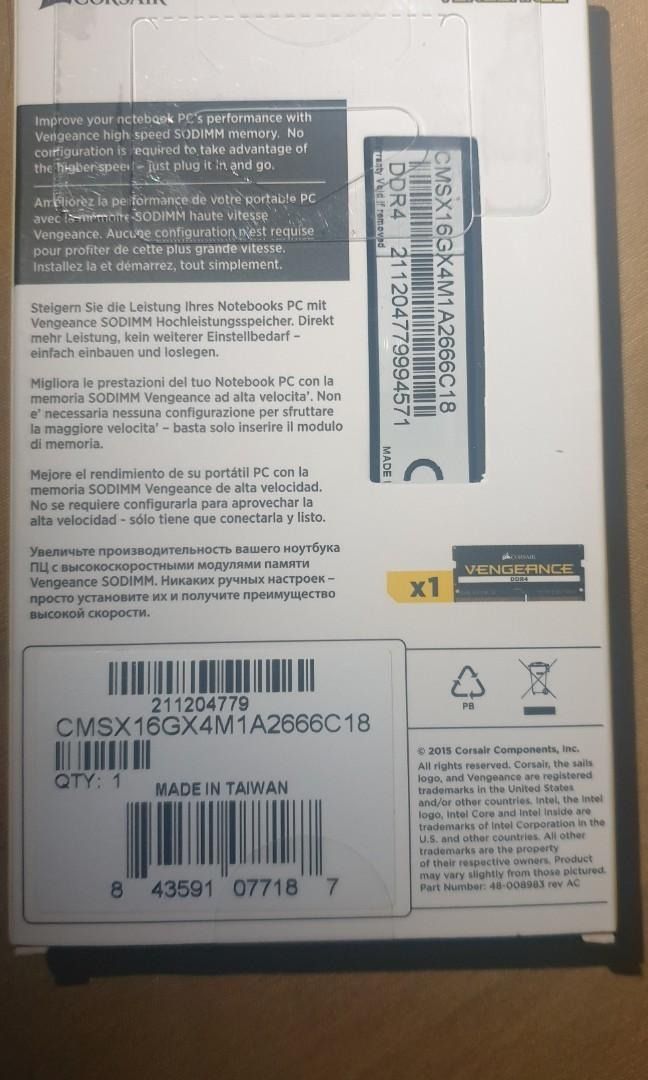 CORSAIR
VENGEANCE
Improve your notebook PC's performance with
Vengeance high speed SODIMM memory. No
configuration is required to take advantage of
the higher speed – just plug it in and go.
Améliorez la performance de votre portable PC
avec la mémoire SODIMM haute vitesse
Vengeance. Aucune configuration n'est requise
pour profiter de cette plus grande vitesse.
Installez la et démarrez, tout simplement.
Steigern Sie die Leistung Ihres Notebooks PC mit
Vengeance SODIMM Hochleistungsspeicher. Direkt
mehr Leistung, kein weiterer Einstellbedarf –
einfach einbauen und loslegen.
Migliora le prestazioni del tuo Notebook PC con la
memoria SODIMM Vengeance ad alta velocita'. Non
e' necessaria nessuna configurazione per sfruttare
la maggiore velocita' – basta solo inserire il modulo
di memoria.
Mejore el rendimiento de su portátil PC con la
memoria SODIMM Vengeance de alta velocidad.
No se requiere configurarla para aprovechar la
alta velocidad - sólo tiene que conectarla y listo.
Увеличьте производительность вашего ноутбука
ПЦ с высокоскоростными модулями памяти
Vengeance SODIMM. Никаких ручных настроек –
просто установите их и получите преимущество
высокой скорости.
CMSX16GX4M1A2666C18
DDR4 211204779994571
ranty Void if removed
MADE I
CORSAIR
VENGEANCE
DDR4
x1
211204779
CMSX16GX4M1A2666C18
QTY: 1
MADE IN TAIWAN
8 43591 07718 7
PB
© 2015 Corsair Components, Inc.
All rights reserved. Corsair, the sails
logo, and Vengeance are registered
trademarks in the United States
and/or other countries. Intel, the Intel
logo, Intel Core and Intel Inside are
trademarks of Intel Corporation in the
U.S. and other countries. All other
trademarks are the property
of their respective owners. Product
may vary slightly from those pictured.
Part Number: 48-008983 rev AC